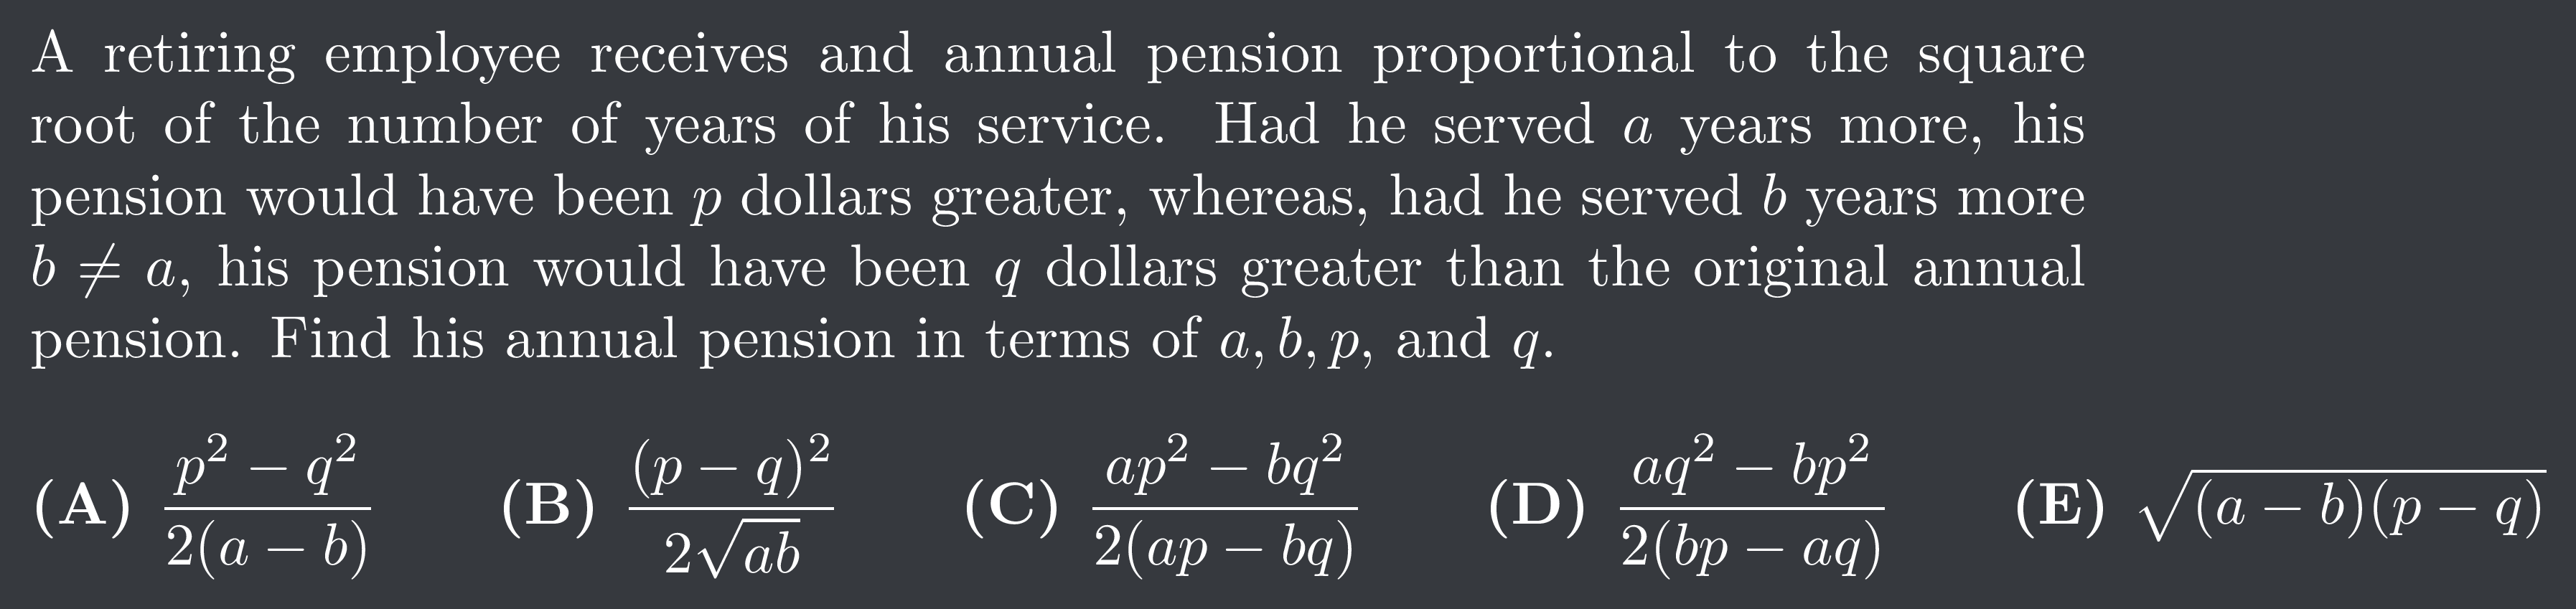 A retiring employee receives and annual pension proportional to the square
root of the number of years of his service. Had he served a years more, his
pension would have been p dollars greater, whereas, had he served b years more
b ≠ a, his pension would have been q dollars greater than the original annual
pension. Find his annual pension in terms of a, b, p, and q.
(A) \frac{p^2 - q^2}{2(a - b)} (B) \frac{(p - q)^2}{2\sqrt{ab}} (C) \frac{ap^2 - bq^2}{2(ap - bq)} (D) \frac{aq^2 - bp^2}{2(bp - aq)} (E) \sqrt{(a - b)(p - q)}